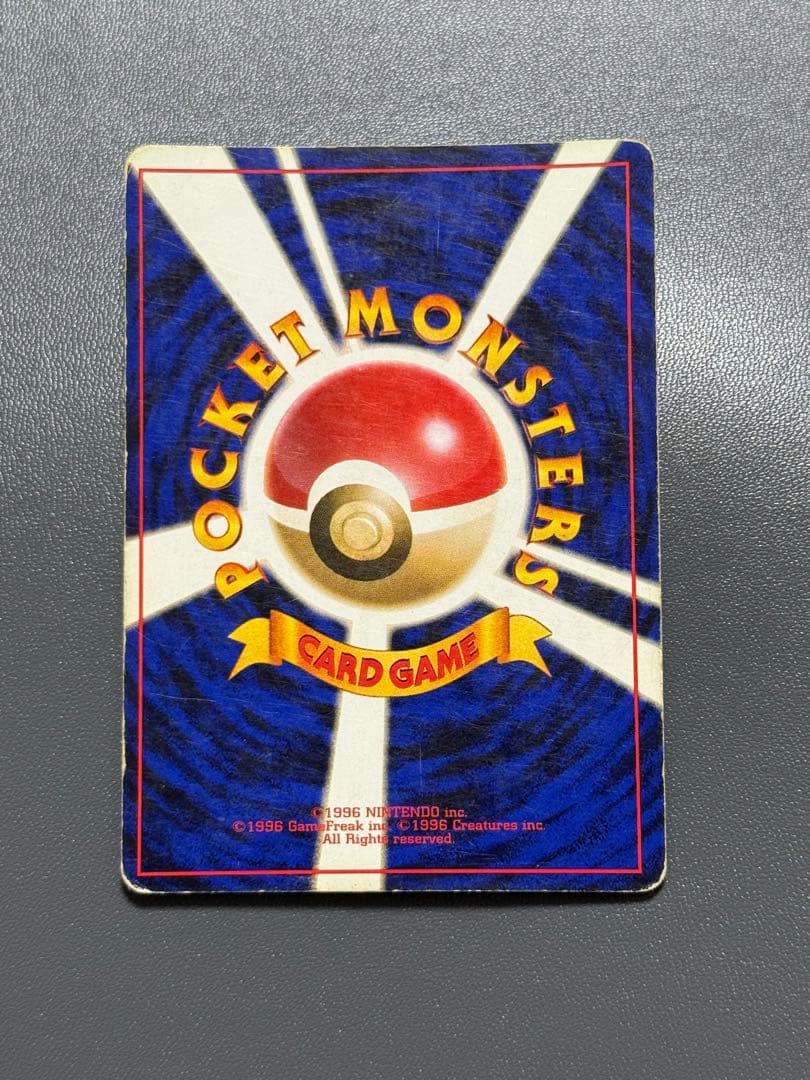 POCKET MONSTERS
CARD GAME
©1996 NINTENDO inc.
©1996 GameFreak inc. ©1996 Creatures inc.
All Rights reserved.